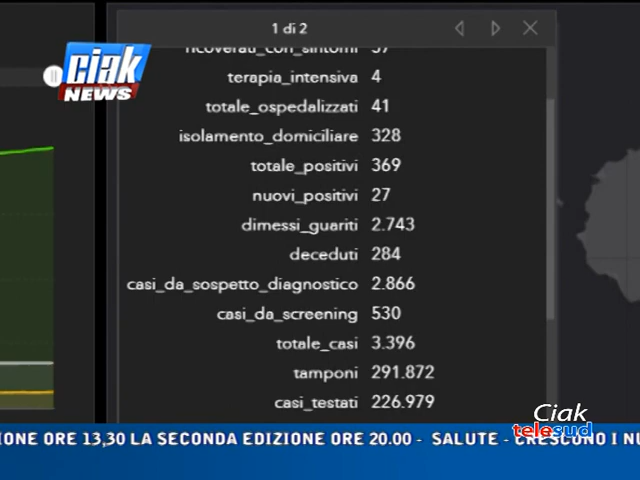 1 di 2
ricoverati_con_sintomi 37
terapia_intensiva 4
totale_ospedalizzati 41
isolamento_domiciliare 328
totale_positivi 369
nuovi_positivi 27
dimessi_guariti 2.743
deceduti 284
casi_da_sospetto_diagnostico 2.866
casi_da_screening 530
totale_casi 3.396
tamponi 291.872
casi_testati 226.979
ciak
NEWS
Ciak
telesud
IONE ORE 13,30 LA SECONDA EDIZIONE ORE 20.00 - SALUTE - CRESCONO I NU